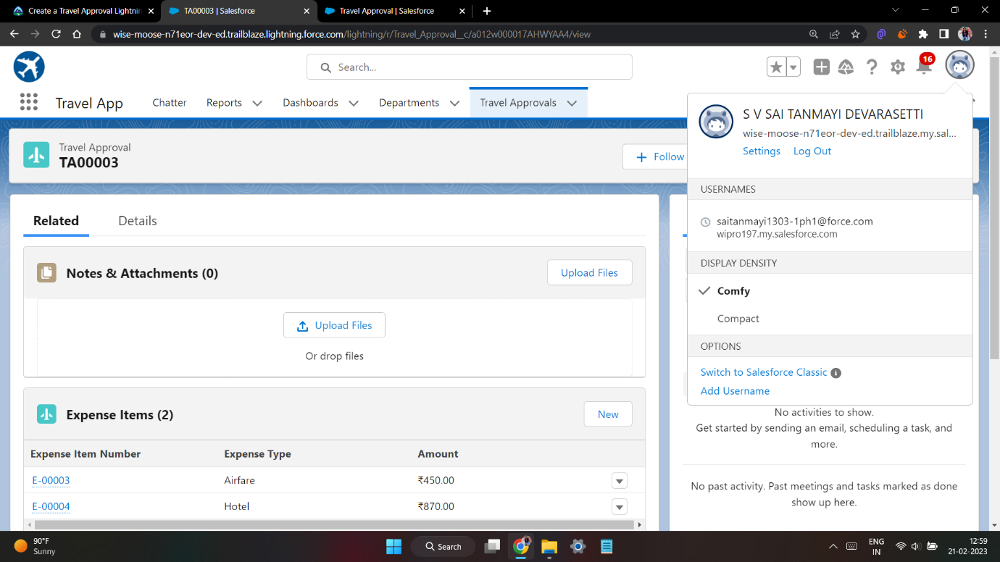 Create a Travel Approval Lightnin
TA00003 | Salesforce
Travel Approval | Salesforce
wise-moose-n71eor-dev-ed.trailblaze.lightning.force.com/lightning/r/Travel_Approval__c/a012w000017AHWYAA4/view
Search...
16
Travel App
Chatter
Reports
Dashboards
Departments
Travel Approvals
Travel Approval
TA00003
Follow
S V SAI TANMAYI DEVARASETTI
wise-moose-n71eor-dev-ed.trailblaze.my.sal...
Settings Log Out
USERNAMES
saitanmayi1303-1ph1@force.com
wipro197.my.salesforce.com
DISPLAY DENSITY
Comfy
Compact
OPTIONS
Switch to Salesforce Classic
Add Username
Related Details
Notes & Attachments (0)
Upload Files
Upload Files
Or drop files
Expense Items (2)
New
Expense Item Number Expense Type Amount
E-00003 Airfare ₹450.00
E-00004 Hotel ₹870.00
No activities to show.
Get started by sending an email, scheduling a task, and
more.
No past activity. Past meetings and tasks marked as done
show up here.
90°F
Sunny
Search
ENG
IN
12:59
21-02-2023